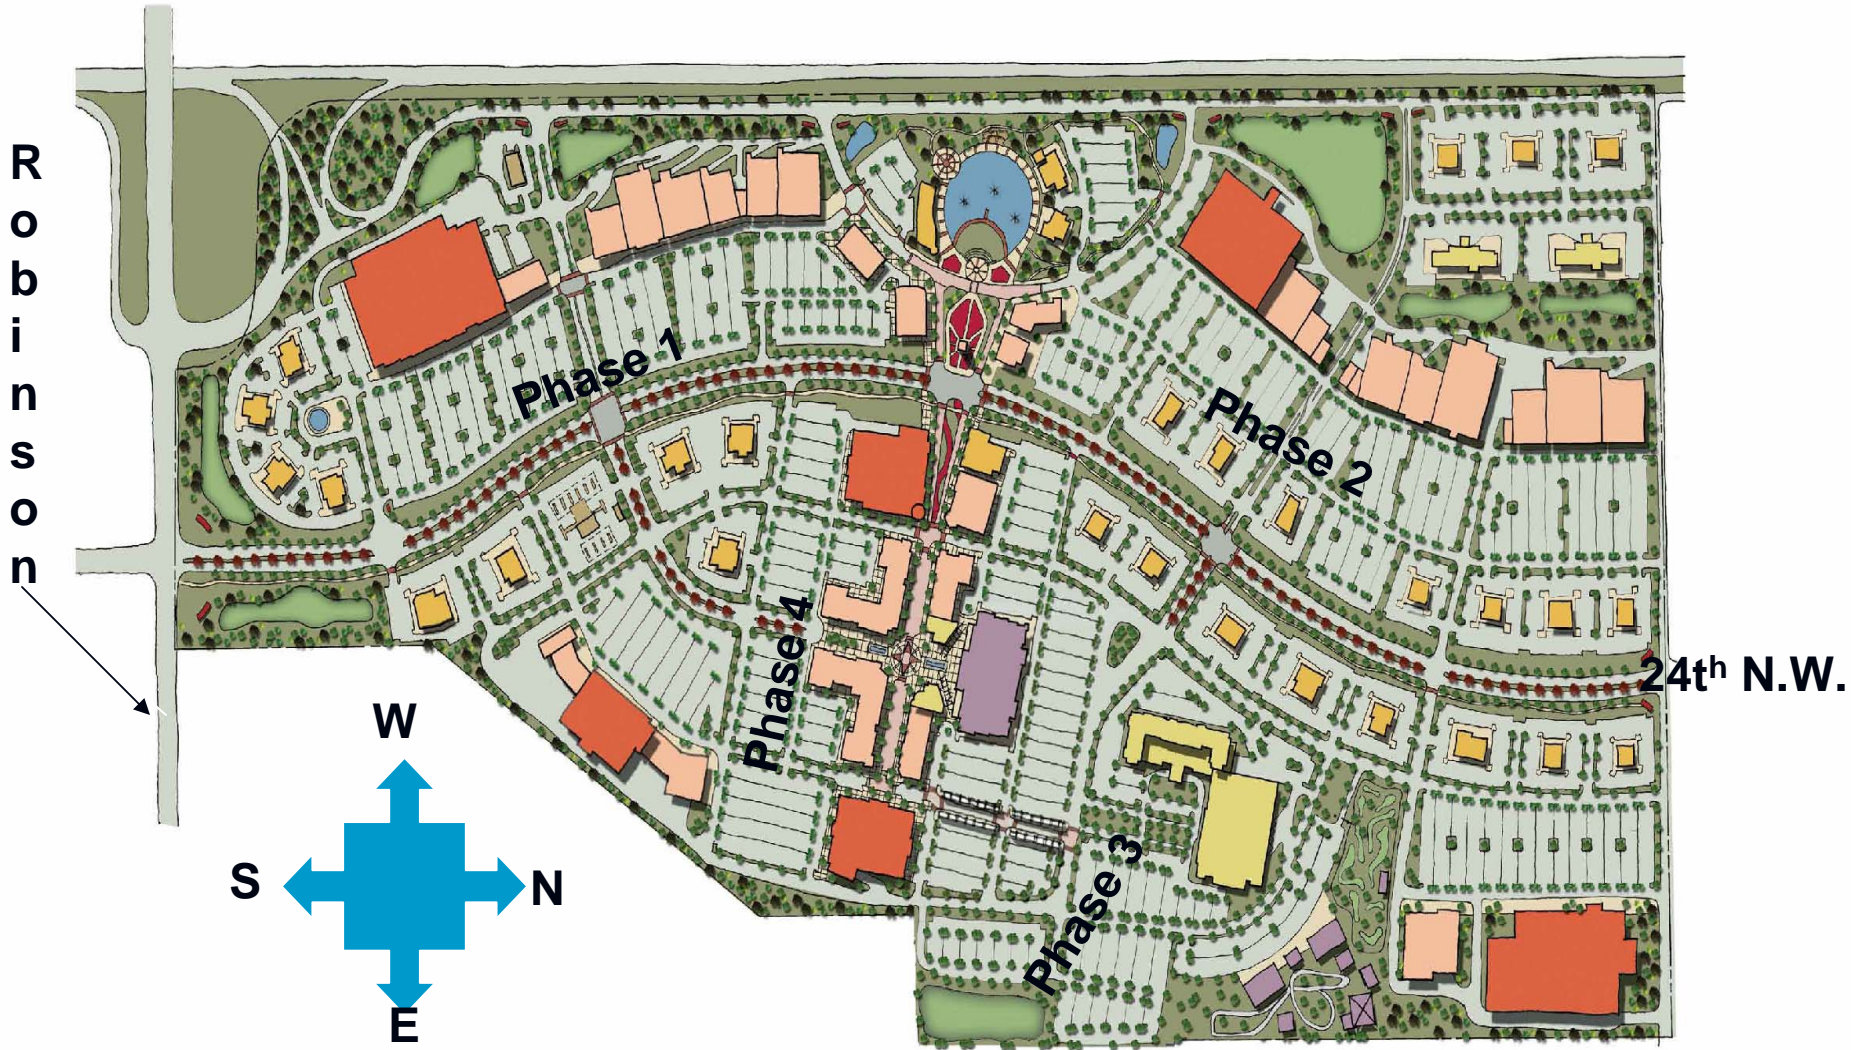 Robinson
Phase 1
Phase 2
24th N.W.
Phase 4
Phase 3
W
S
N
E